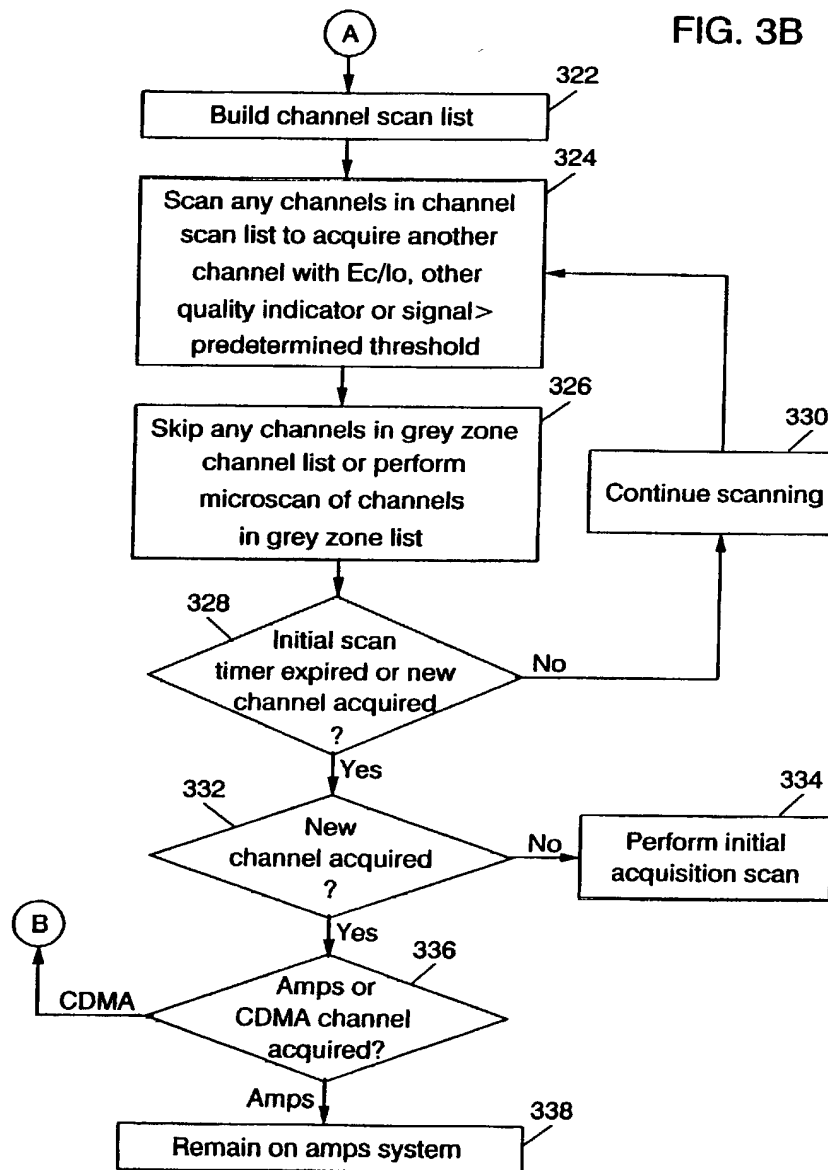 FIG. 3B
A
322
Build channel scan list
324
Scan any channels in channel
scan list to acquire another
channel with Ec/Io, other
quality indicator or signal>
predetermined threshold
326
Skip any channels in grey zone
channel list or perform
microscan of channels
in grey zone list
330
Continue scanning
328
Initial scan
timer expired or new
channel acquired
?
No
Yes
332
New
channel acquired
?
No
334
Perform initial
acquisition scan
Yes
B
CDMA
336
Amps or
CDMA channel
acquired?
Amps
338
Remain on amps system